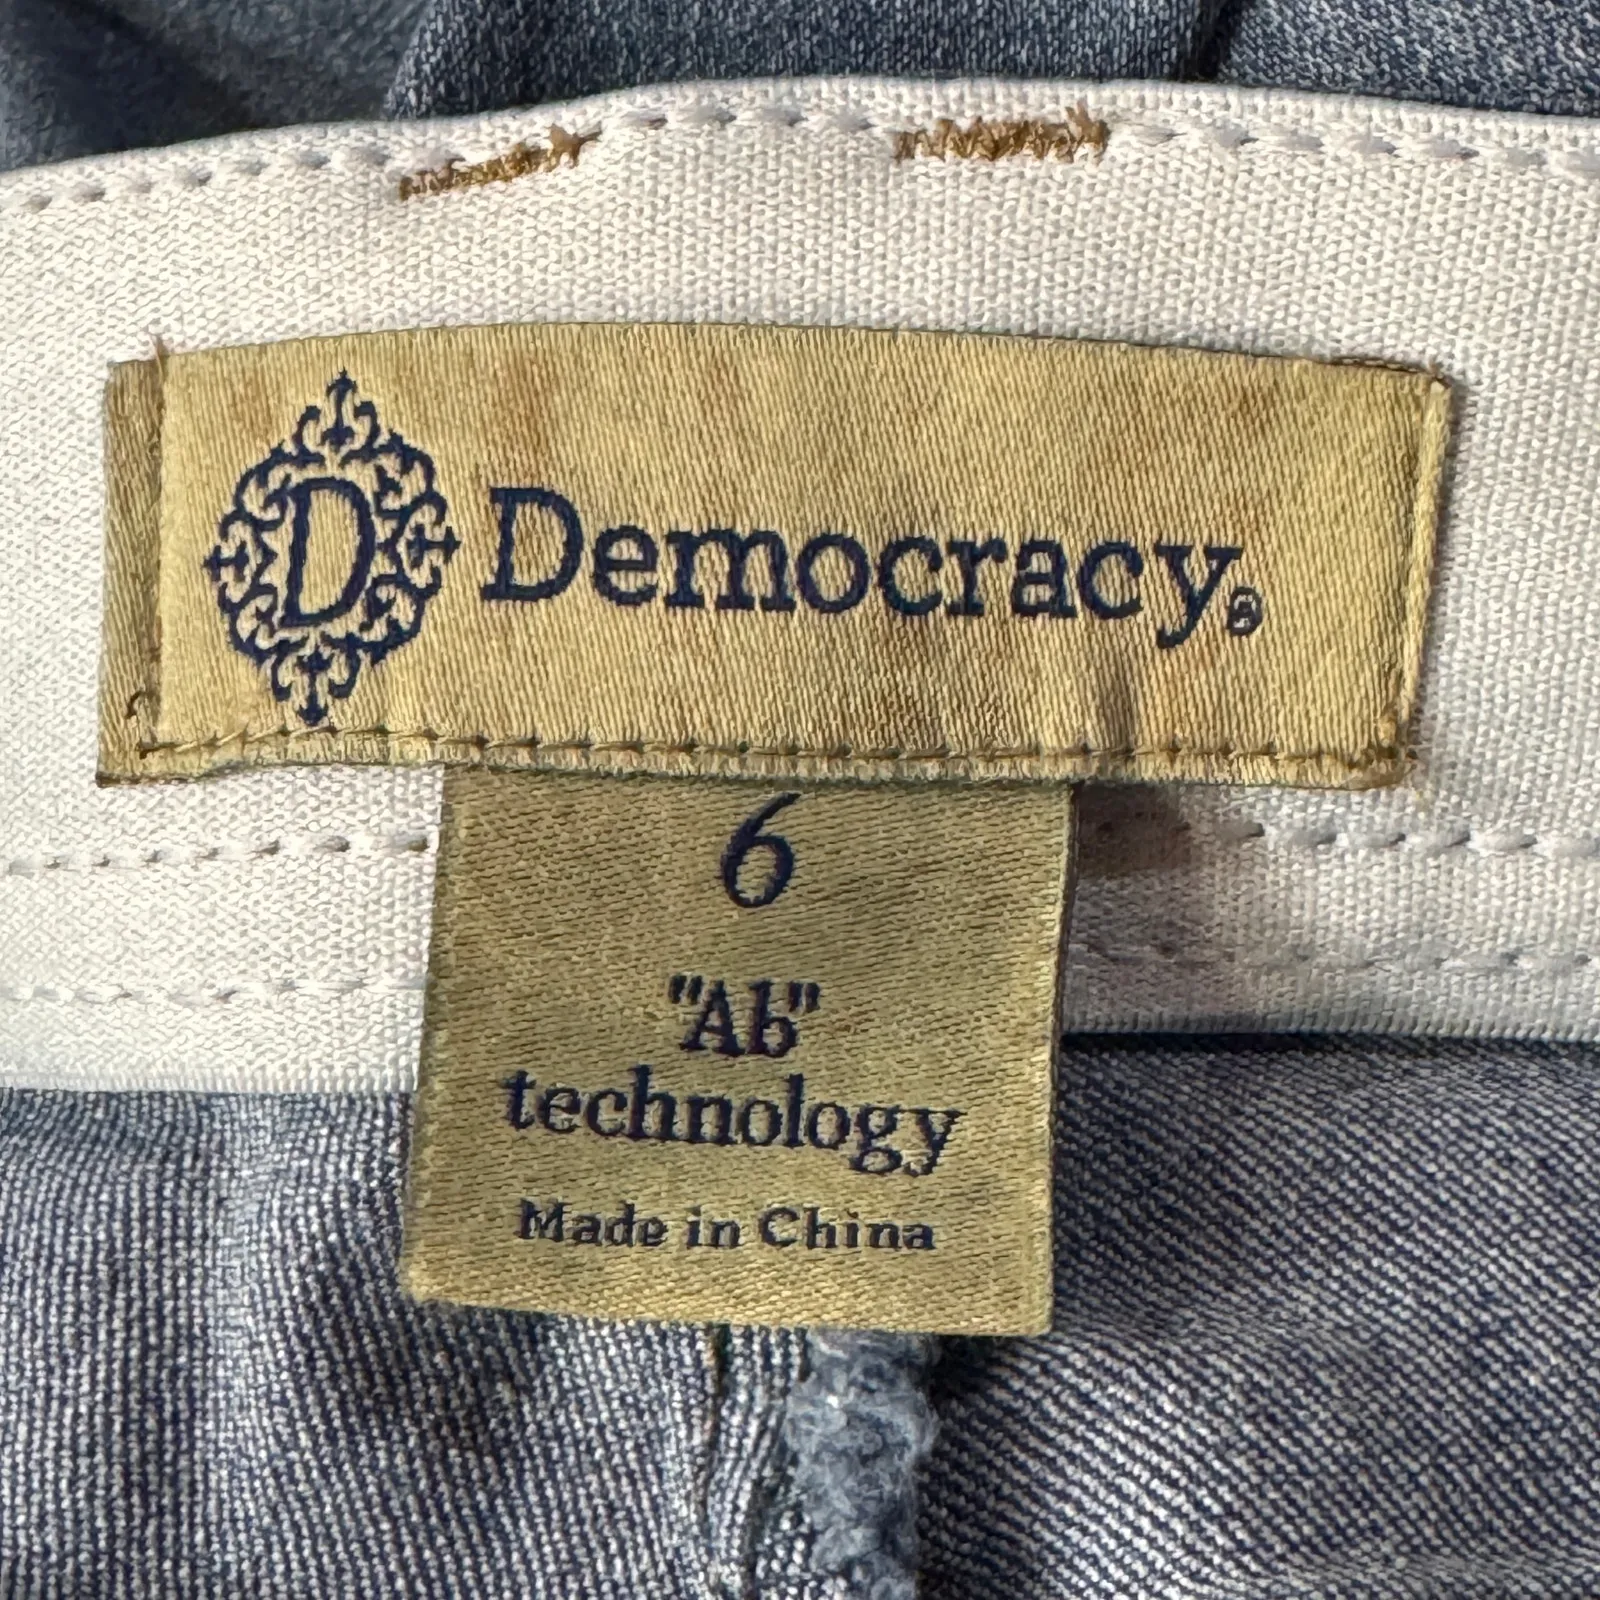 D Democracy®
6
"Ab"
technology
Made in China